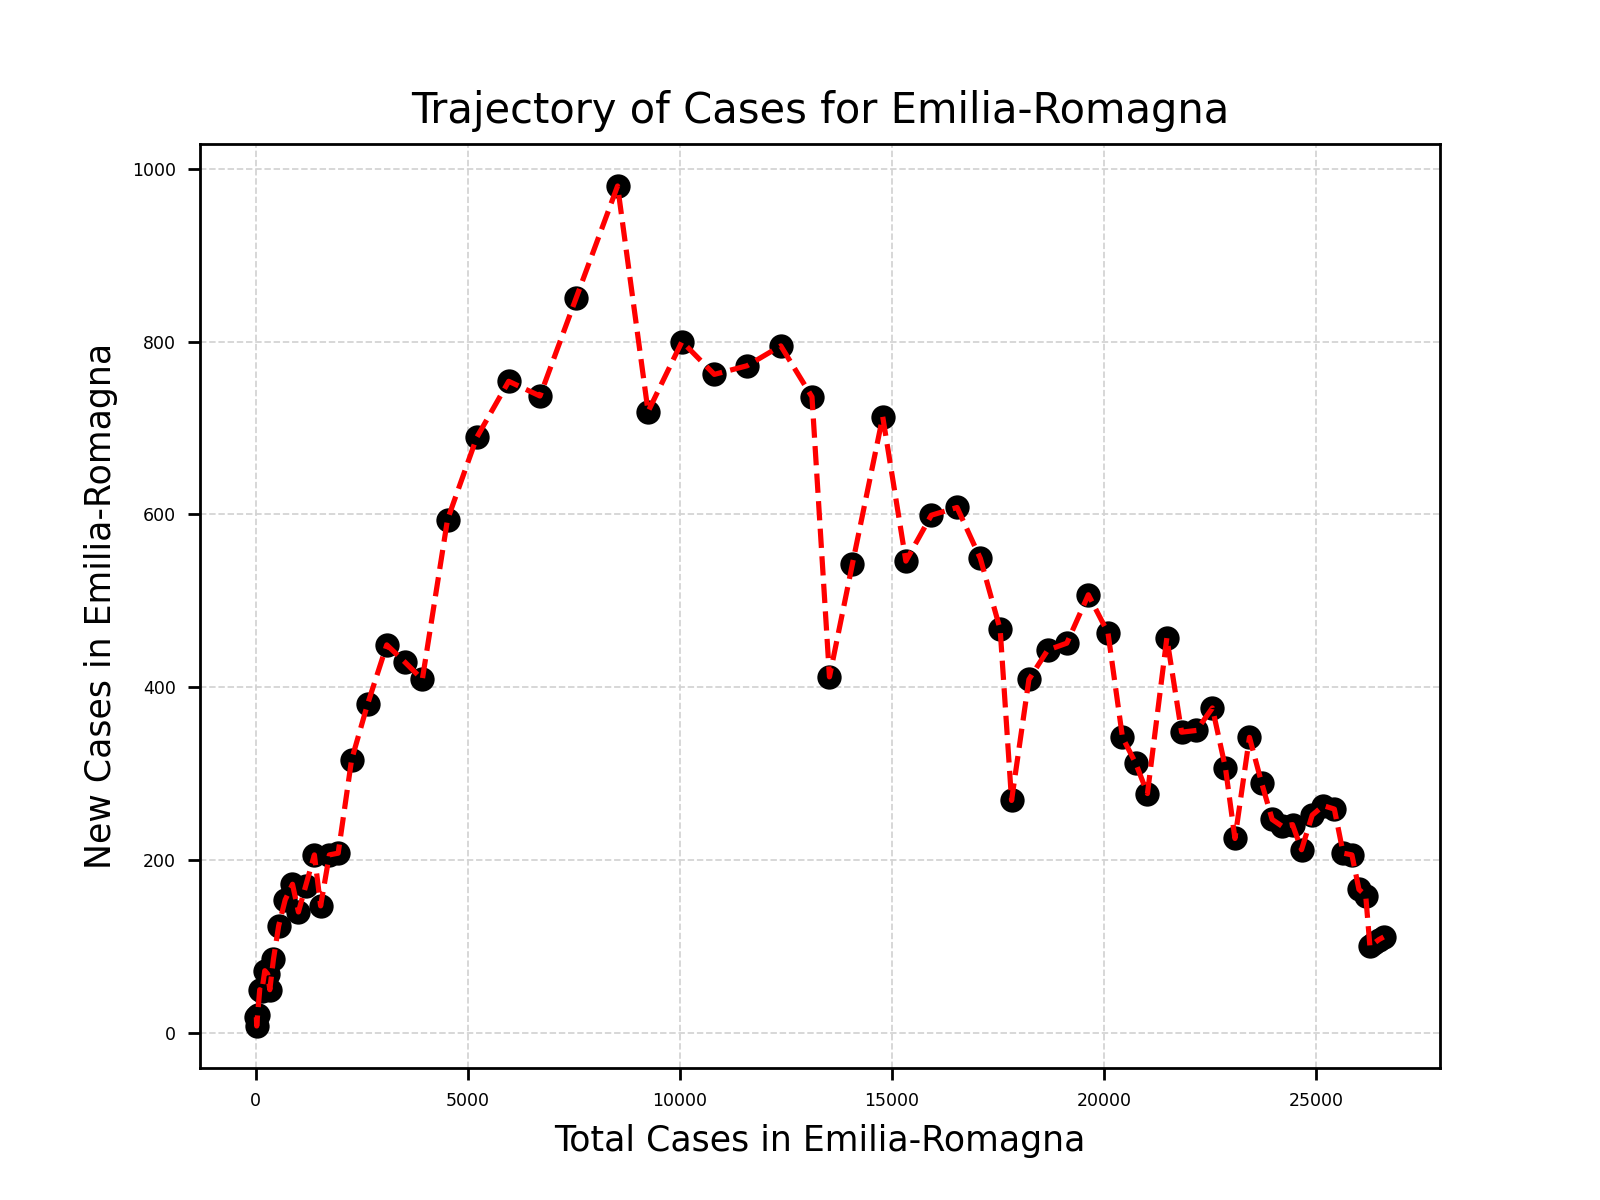 Trajectory of Cases for Emilia-Romagna
New Cases in Emilia-Romagna
1000
800
600
400
200
0
0 5000 10000 15000 20000 25000
Total Cases in Emilia-Romagna